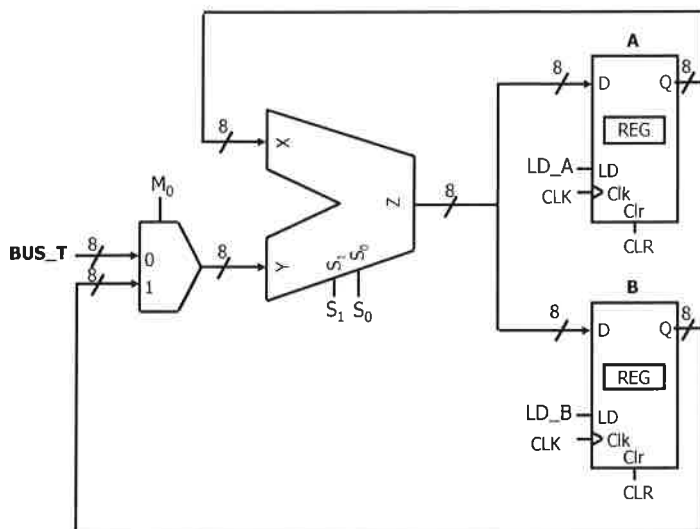 A
8
8
D
Q
8
X
REG
LD_A
LD
CLK
Clk
Clr
CLR
M₀
8
Z
BUS_T
8
0
8
Y
8
1
S₁
S₀
S₁
S₀
B
8
8
D
Q
REG
LD_B
LD
CLK
Clk
Clr
CLR